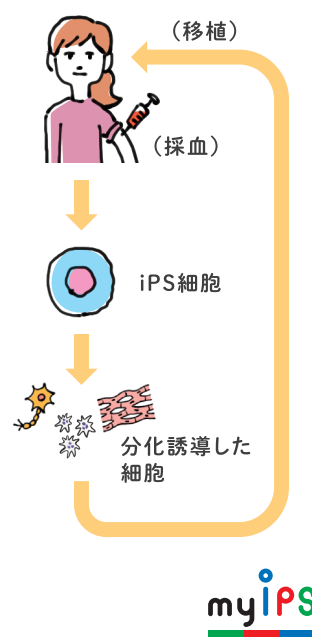 （移植）
（採血）
iPS細胞
分化誘導した
細胞
myiPS